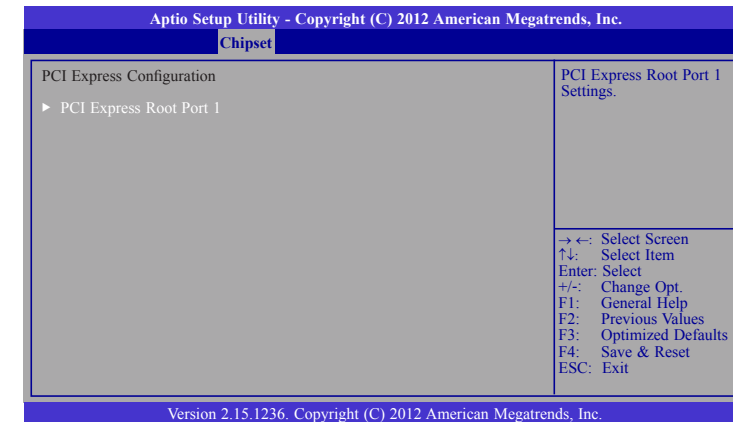 Aptio Setup Utility - Copyright (C) 2012 American Megatrends, Inc.
Chipset
PCI Express Configuration
► PCI Express Root Port 1
PCI Express Root Port 1
Settings.
→ ←: Select Screen
↑↓: Select Item
Enter: Select
+/-: Change Opt.
F1: General Help
F2: Previous Values
F3: Optimized Defaults
F4: Save & Reset
ESC: Exit
Version 2.15.1236. Copyright (C) 2012 American Megatrends, Inc.